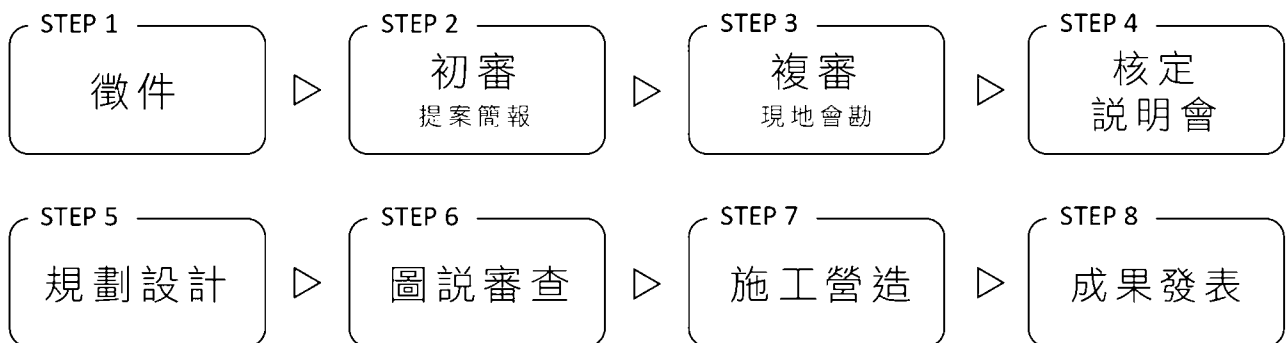 STEP 1
徵件
STEP 2
初審
提案簡報
STEP 3
複審
現地會勘
STEP 4
核定
説明會
STEP 5
規劃設計
STEP 6
圖説審查
STEP 7
施工營造
STEP 8
成果發表